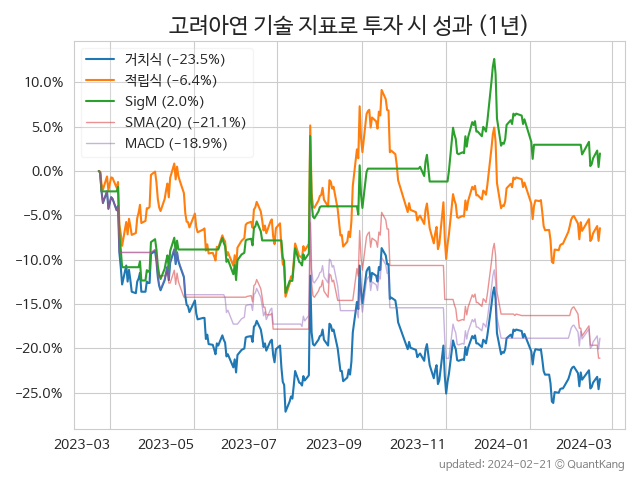 고려아연 기술 지표로 투자 시 성과 (1년)
거치식 (−23.5%)
적립식 (−6.4%)
SigM (2.0%)
SMA(20) (−21.1%)
MACD (−18.9%)
10.0%
5.0%
0.0%
−5.0%
−10.0%
−15.0%
−20.0%
−25.0%
2023-03 2023-05 2023-07 2023-09 2023-11 2024-01 2024-03
updated: 2024-02-21 © QuantKang